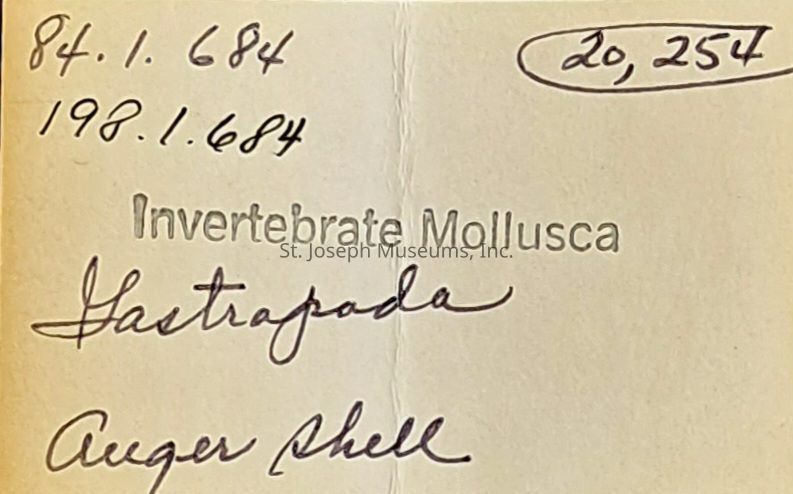 84.1.684
20,254
198.1.684
Invertebrate Mollusca
St. Joseph Museums, Inc.
Gastrapoda
Auger shell